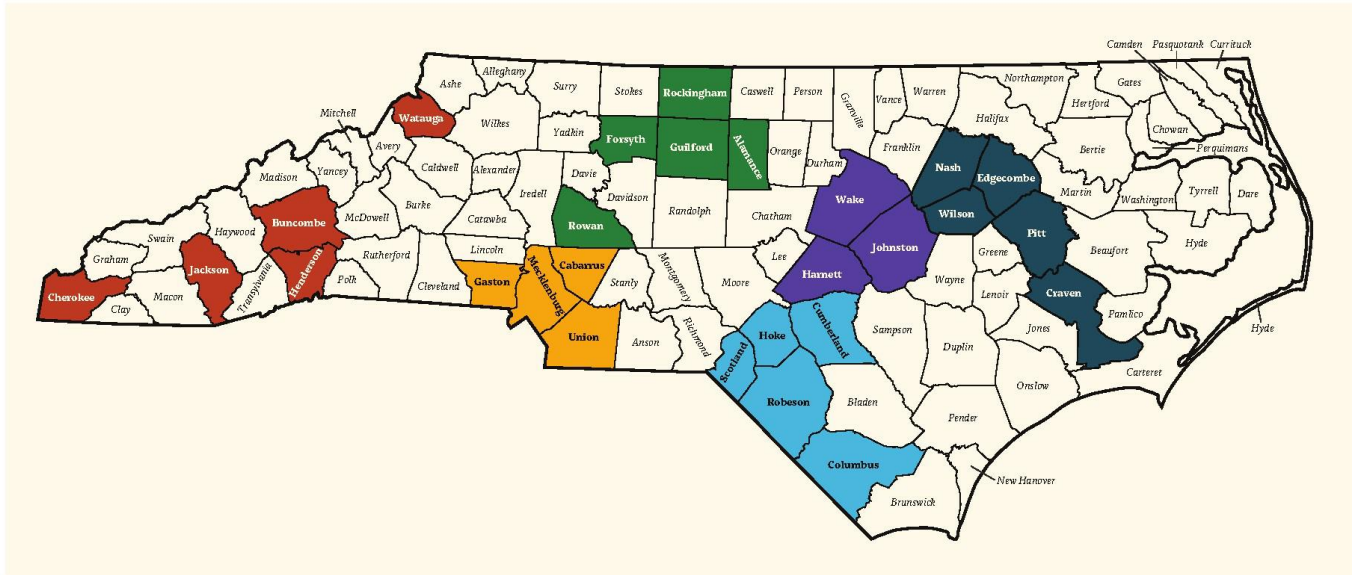 Camden
Pasquotank
Currituck
Ashe
Alleghany
Surry
Stokes
Rockingham
Caswell
Person
Granville
Vance
Warren
Northampton
Gates
Hertford
Halifax
Chowan
Perquimans
Bertie
Mitchell
Watauga
Wilkes
Yadkin
Forsyth
Guilford
Alamance
Orange
Durham
Franklin
Nash
Edgecombe
Martin
Washington
Tyrrell
Dare
Avery
Caldwell
Alexander
Iredell
Davie
Davidson
Randolph
Chatham
Wake
Wilson
Pitt
Beaufort
Hyde
Madison
Yancey
Burke
Catawba
Rowan
Johnston
Greene
Buncombe
McDowell
Haywood
Swain
Graham
Jackson
Henderson
Rutherford
Lincoln
Cabarrus
Mecklenburg
Gaston
Stanly
Montgomery
Moore
Lee
Harnett
Wayne
Lenoir
Craven
Pamlico
Hyde
Cherokee
Clay
Macon
Transylvania
Polk
Cleveland
Union
Anson
Richmond
Scotland
Hoke
Cumberland
Sampson
Duplin
Jones
Carteret
Onslow
Robeson
Bladen
Pender
Columbus
New Hanover
Brunswick